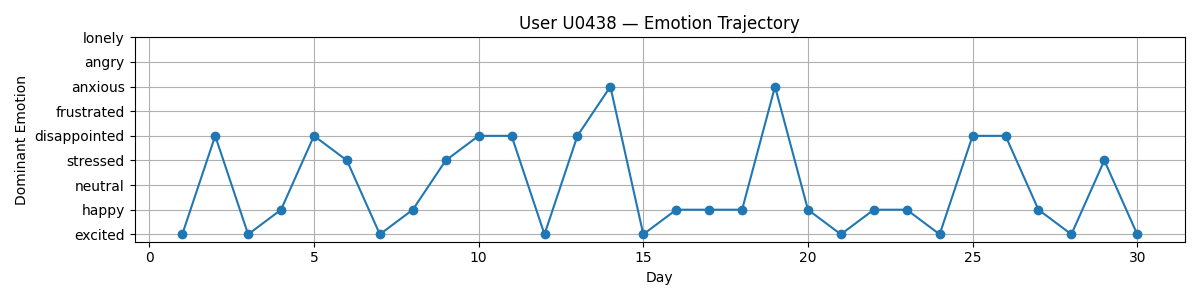 User U0438 — Emotion Trajectory
Dominant Emotion
lonely
angry
anxious
frustrated
disappointed
stressed
neutral
happy
excited
0 5 10 15 20 25 30
Day